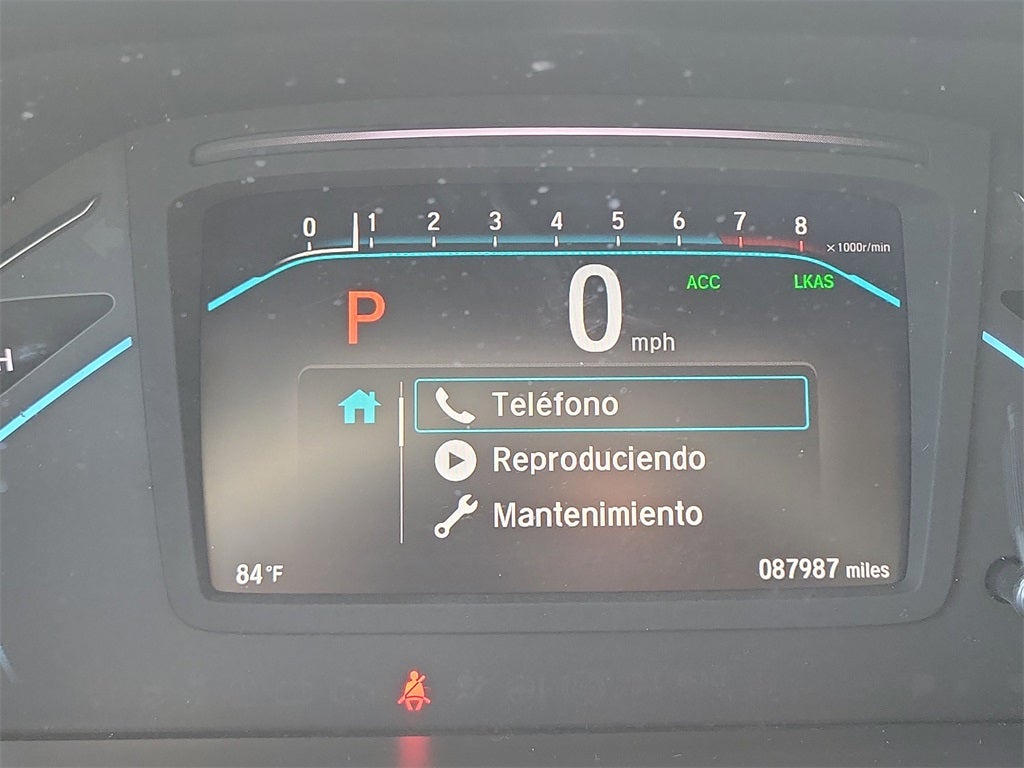 0 1 2 3 4 5 6 7 8
×1000r/min
P 0 mph ACC LKAS
H
Teléfono
Reproduciendo
Mantenimiento
84°F 087987 miles